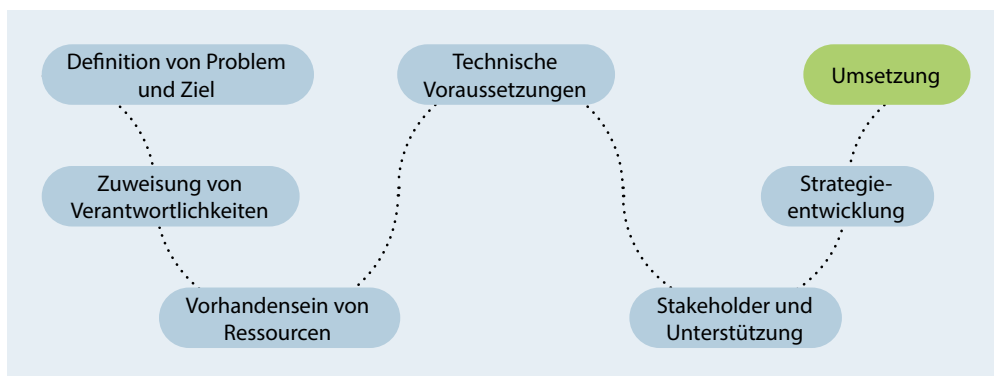 Definition von Problem
und Ziel
Zuweisung von
Verantwortlichkeiten
Vorhandensein von
Ressourcen
Technische
Voraussetzungen
Stakeholder und
Unterstützung
Strategie-
entwicklung
Umsetzung